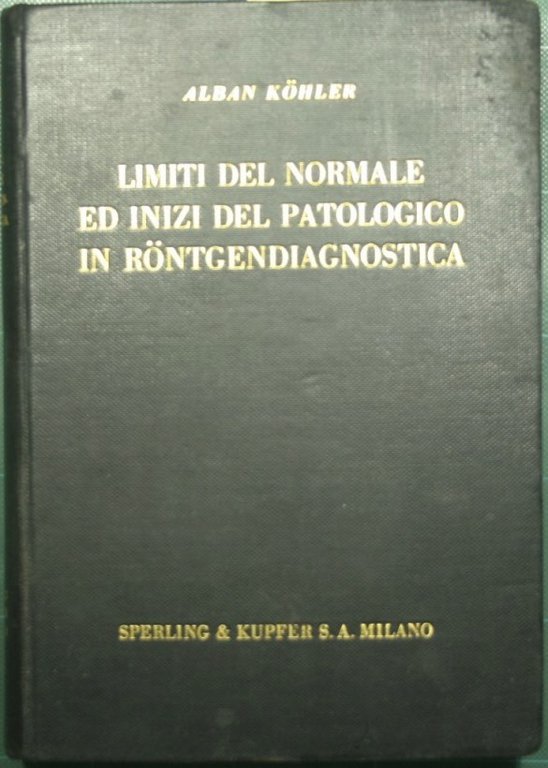 ALBAN KÖHLER
LIMITI DEL NORMALE
ED INIZI DEL PATOLOGICO
IN RÖNTGENDIAGNOSTICA
SPERLING & KUPFER S. A. MILANO